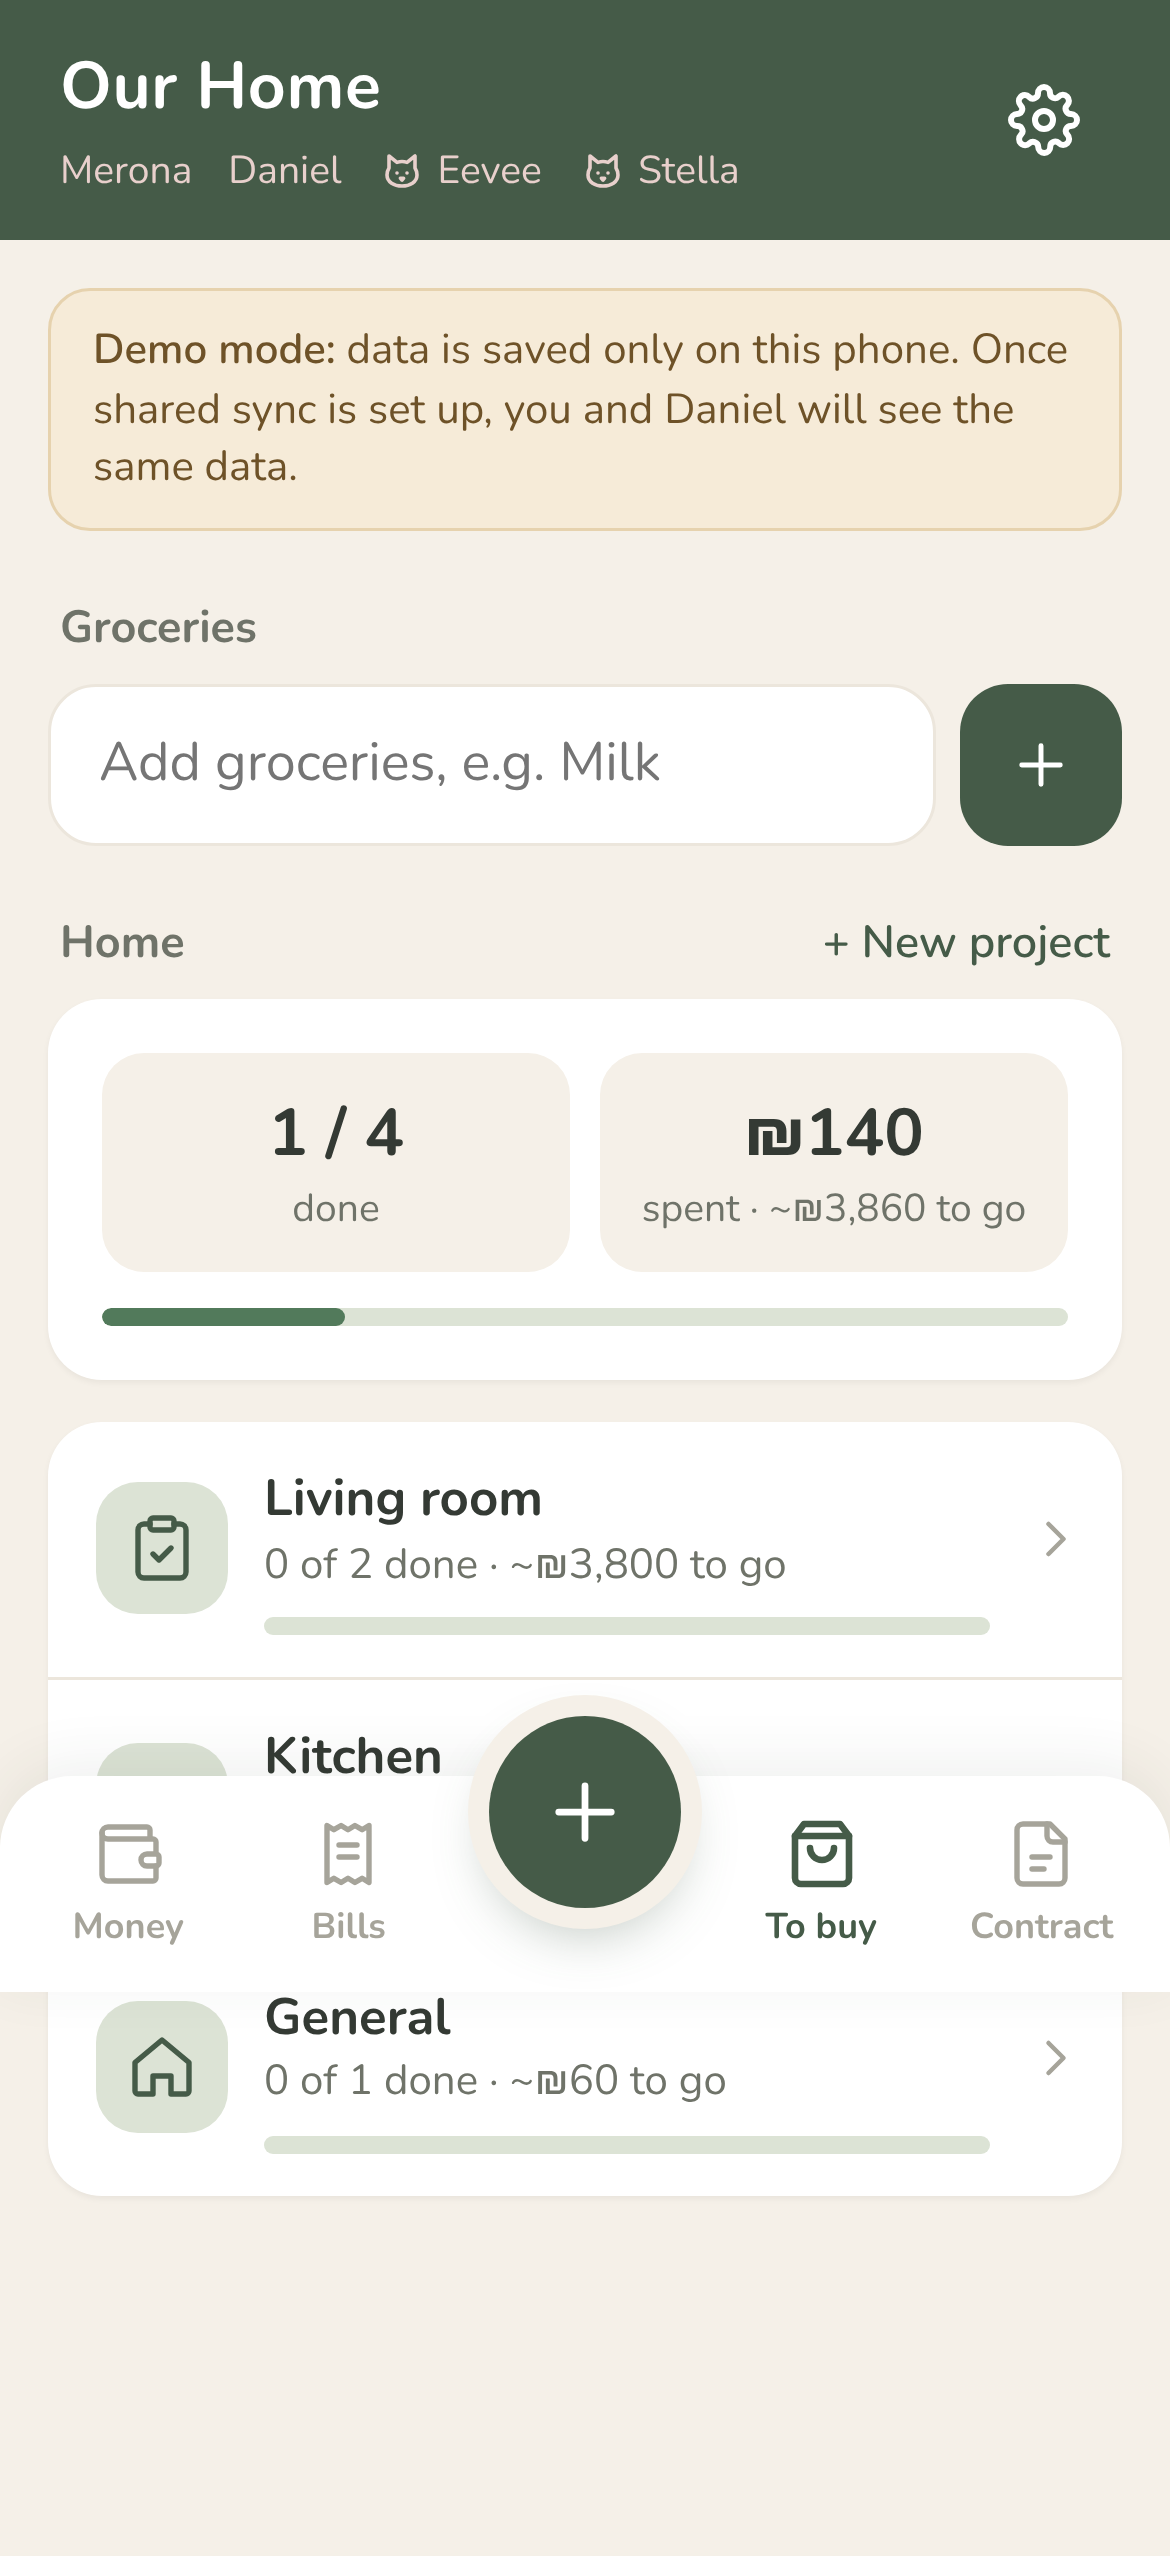 Our Home
Merona Daniel Eevee Stella
Demo mode: data is saved only on this phone. Once
shared sync is set up, you and Daniel will see the
same data.
Groceries
Add groceries, e.g. Milk
+
Home
+ New project
1 / 4
done
₪140
spent · ~₪3,860 to go
Living room
0 of 2 done · ~₪3,800 to go
Kitchen
+
Money
Bills
To buy
Contract
General
0 of 1 done · ~₪60 to go